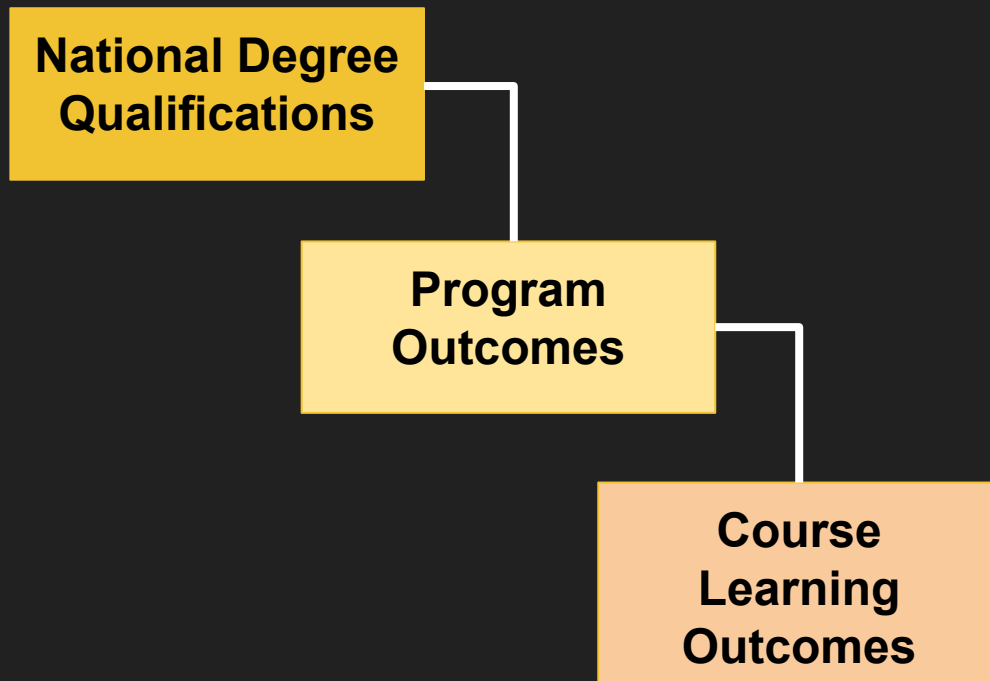 National Degree
Qualifications
Program
Outcomes
Course
Learning
Outcomes